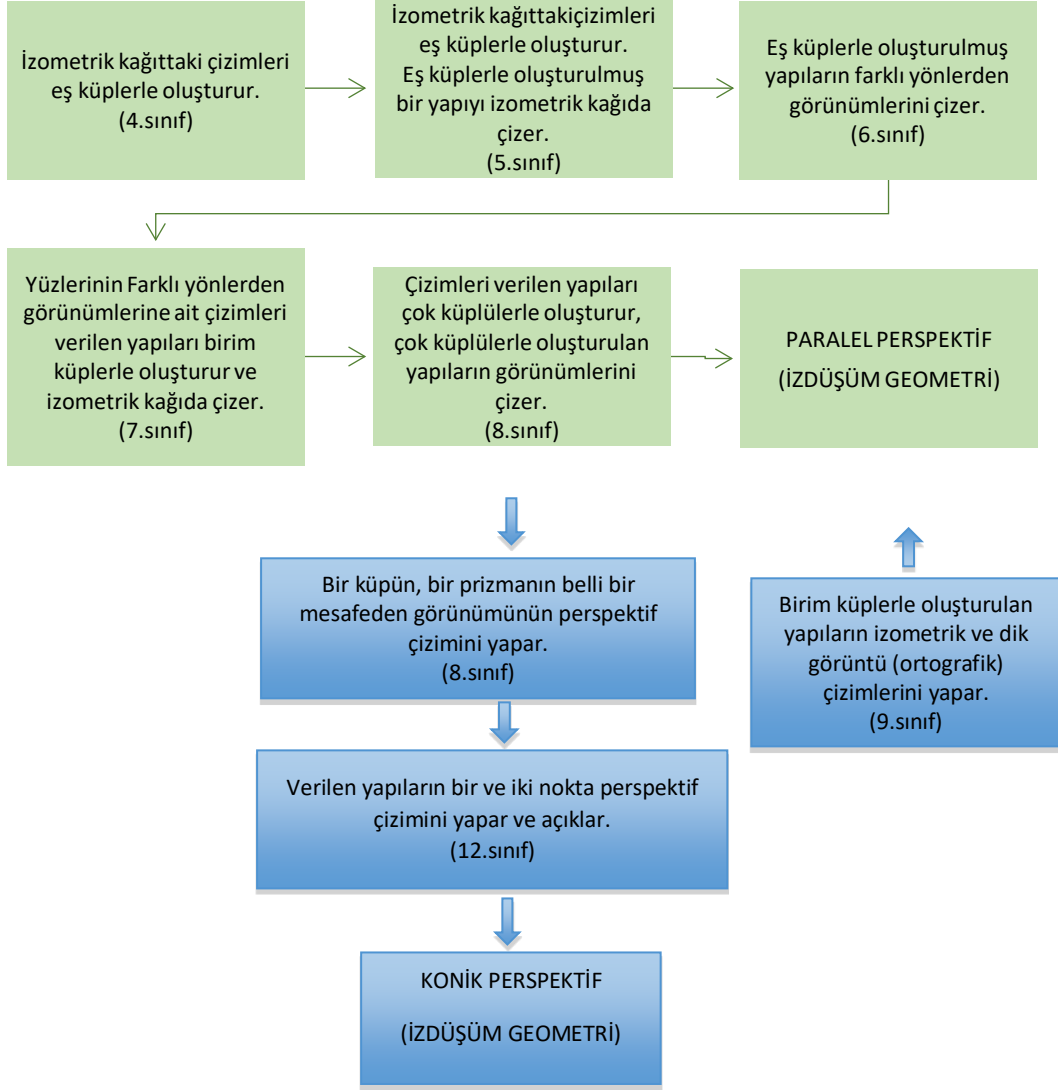 İzometrik kağıttaki çizimleri
eş küplerle oluşturur.
(4.sınıf)
İzometrik kağıttakiçizimleri
eş küplerle oluşturur.
Eş küplerle oluşturulmuş
bir yapıyı izometrik kağıda
çizer.
(5.sınıf)
Eş küplerle oluşturulmuş
yapıların farklı yönlerden
görünümlerini çizer.
(6.sınıf)
Yüzlerinin Farklı yönlerden
görünümlerine ait çizimleri
verilen yapıları birim
küplerle oluşturur ve
izometrik kağıda çizer.
(7.sınıf)
Çizimleri verilen yapıları
çok küplülerle oluşturur,
çok küplülerle oluşturulan
yapıların görünümlerini
çizer.
(8.sınıf)
PARALEL PERSPEKTİF
(İZDÜŞÜM GEOMETRİ)
Bir küpün, bir prizmanın belli bir
mesafeden görünümünün perspektif
çizimini yapar.
(8.sınıf)
Birim küplerle oluşturulan
yapıların izometrik ve dik
görüntü (ortografik)
çizimlerini yapar.
(9.sınıf)
Verilen yapıların bir ve iki nokta perspektif
çizimini yapar ve açıklar.
(12.sınıf)
KONİK PERSPEKTİF
(İZDÜŞÜM GEOMETRİ)